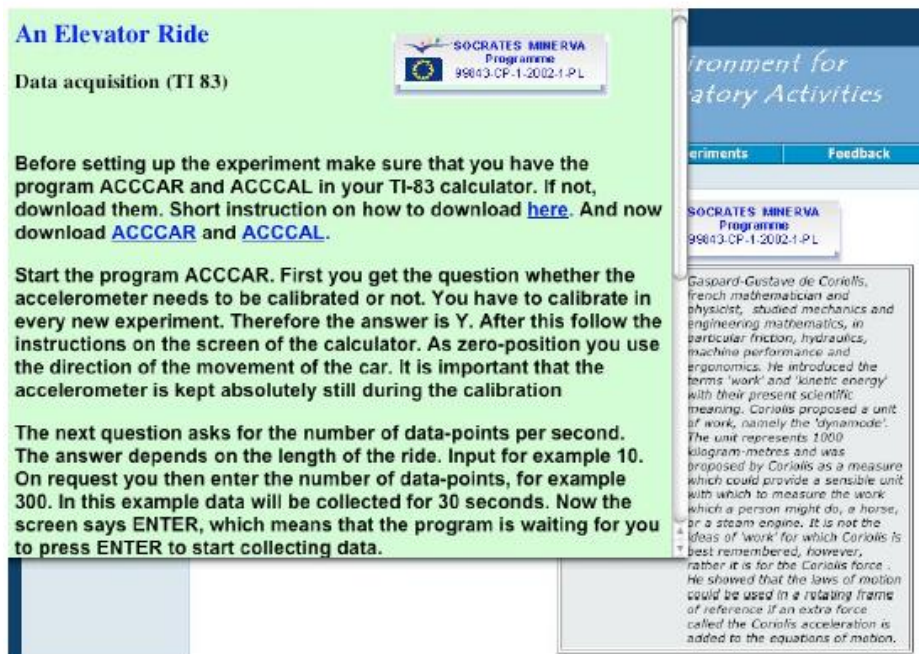 An Elevator Ride
SOCRATES MINERVA
Programme
99843-CP-1-2002-1-PL
Data acquisition (TI 83)
Before setting up the experiment make sure that you have the
program ACCCAR and ACCCAL in your TI-83 calculator. If not,
download them. Short instruction on how to download here. And now
download ACCCAR and ACCCAL.
Start the program ACCCAR. First you get the question whether the
accelerometer needs to be calibrated or not. You have to calibrate in
every new experiment. Therefore the answer is Y. After this follow the
instructions on the screen of the calculator. As zero-position you use
the direction of the movement of the car. It is important that the
accelerometer is kept absolutely still during the calibration
The next question asks for the number of data-points per second.
The answer depends on the length of the ride. Input for example 10.
On request you then enter the number of data-points, for example
300. In this example data will be collected for 30 seconds. Now the
screen says ENTER, which means that the program is waiting for you
to press ENTER to start collecting data.
ironment for
atory Activities
eriments Feedback
SOCRATES MINERVA
Programme
99843-CP-1-2002-1-PL
Gaspard-Gustave de Coriolis,
french mathematician and
physicist, studied mechanics and
engineering mathematics, in
particular friction, hydraulics,
machine performance and
ergonomics. He introduced the
terms 'work' and 'kinetic energy'
with their present scientific
meaning. Coriolis proposed a unit
of work, namely the 'dynamode'.
The unit represents 1000
kilogram-metres and was
proposed by Coriolis as a measure
which could provide a sensible unit
with which to measure the work
which a person might do, a horse,
or a steam engine. It is not the
ideas of 'work' for which Coriolis is
best remembered, however,
rather it is for the Coriolis force .
He showed that the laws of motion
could be used in a rotating frame
of reference if an extra force
called the Coriolis acceleration is
added to the equations of motion.